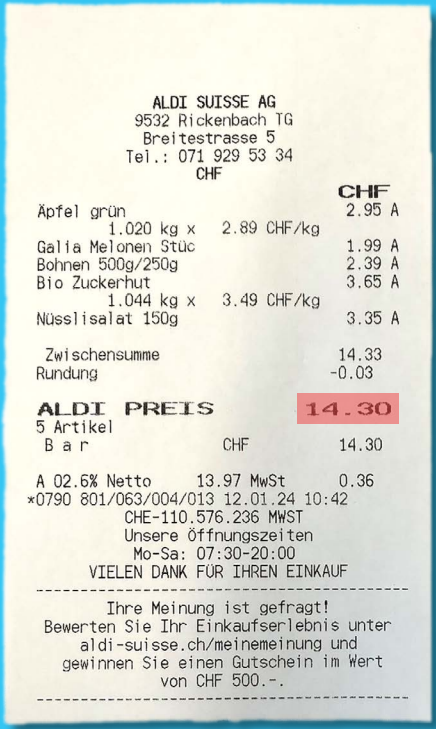 ALDI SUISSE AG
9532 Rickenbach TG
Breitestrasse 5
Tel.: 071 929 53 34
CHF
CHF
Äpfel grün 2.95 A
1.020 kg x 2.89 CHF/kg
Galia Melonen Stüc 1.99 A
Bohnen 500g/250g 2.39 A
Bio Zuckerhut 3.65 A
1.044 kg x 3.49 CHF/kg
Nüsslisalat 150g 3.35 A
Zwischensumme 14.33
Rundung -0.03
ALDI PREIS 14.30
5 Artikel
Bar CHF 14.30
A 02.6% Netto 13.97 MwSt 0.36
*0790 801/063/004/013 12.01.24 10:42
CHE-110.576.236 MWST
Unsere Öffnungszeiten
Mo-Sa: 07:30-20:00
VIELEN DANK FÜR IHREN EINKAUF
Ihre Meinung ist gefragt!
Bewerten Sie Ihr Einkaufserlebnis unter
aldi-suisse.ch/meinemeinung und
gewinnen Sie einen Gutschein im Wert
von CHF 500.-.